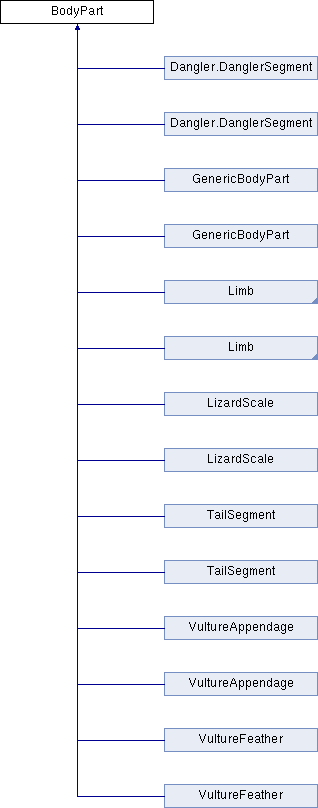 BodyPart
Dangler.DanglerSegment
Dangler.DanglerSegment
GenericBodyPart
GenericBodyPart
Limb
Limb
LizardScale
LizardScale
TailSegment
TailSegment
VultureAppendage
VultureAppendage
VultureFeather
VultureFeather